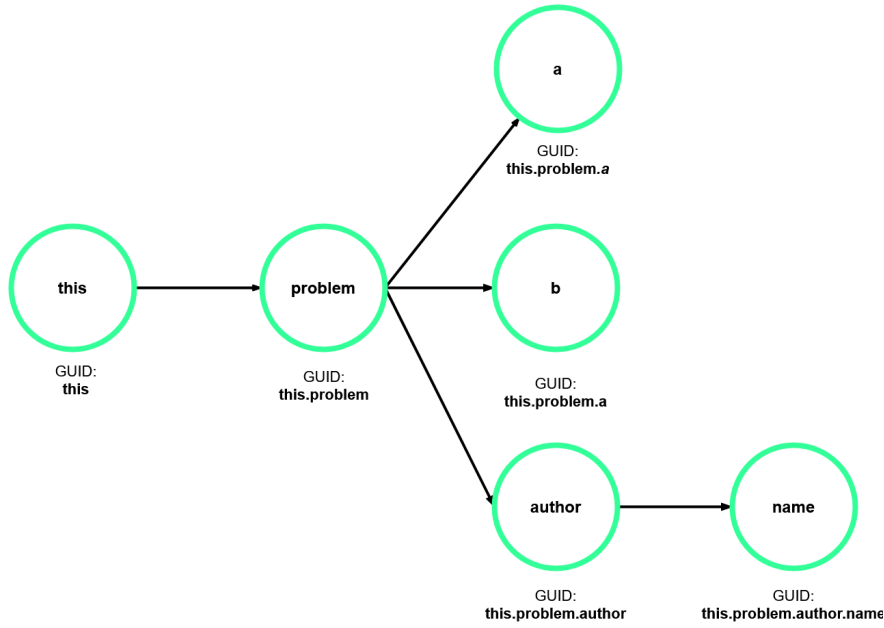 a
GUID:
this.problem.a
this
GUID:
this
problem
GUID:
this.problem
b
GUID:
this.problem.a
author
GUID:
this.problem.author
name
GUID:
this.problem.author.name